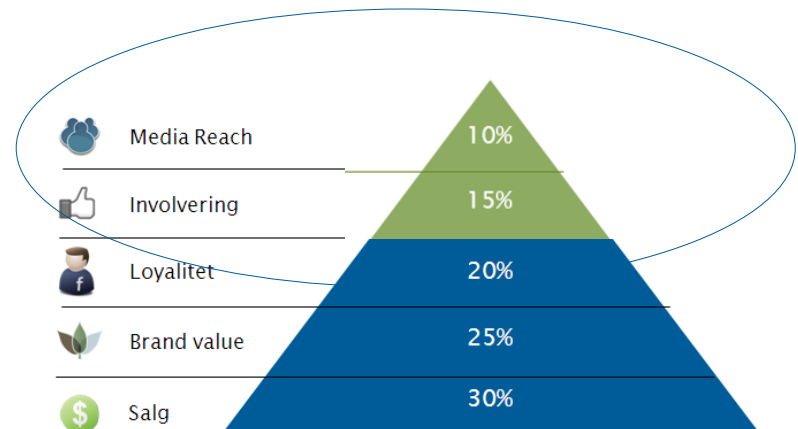 Media Reach 10%
Involvering 15%
Loyalitet 20%
Brand value 25%
Salg 30%